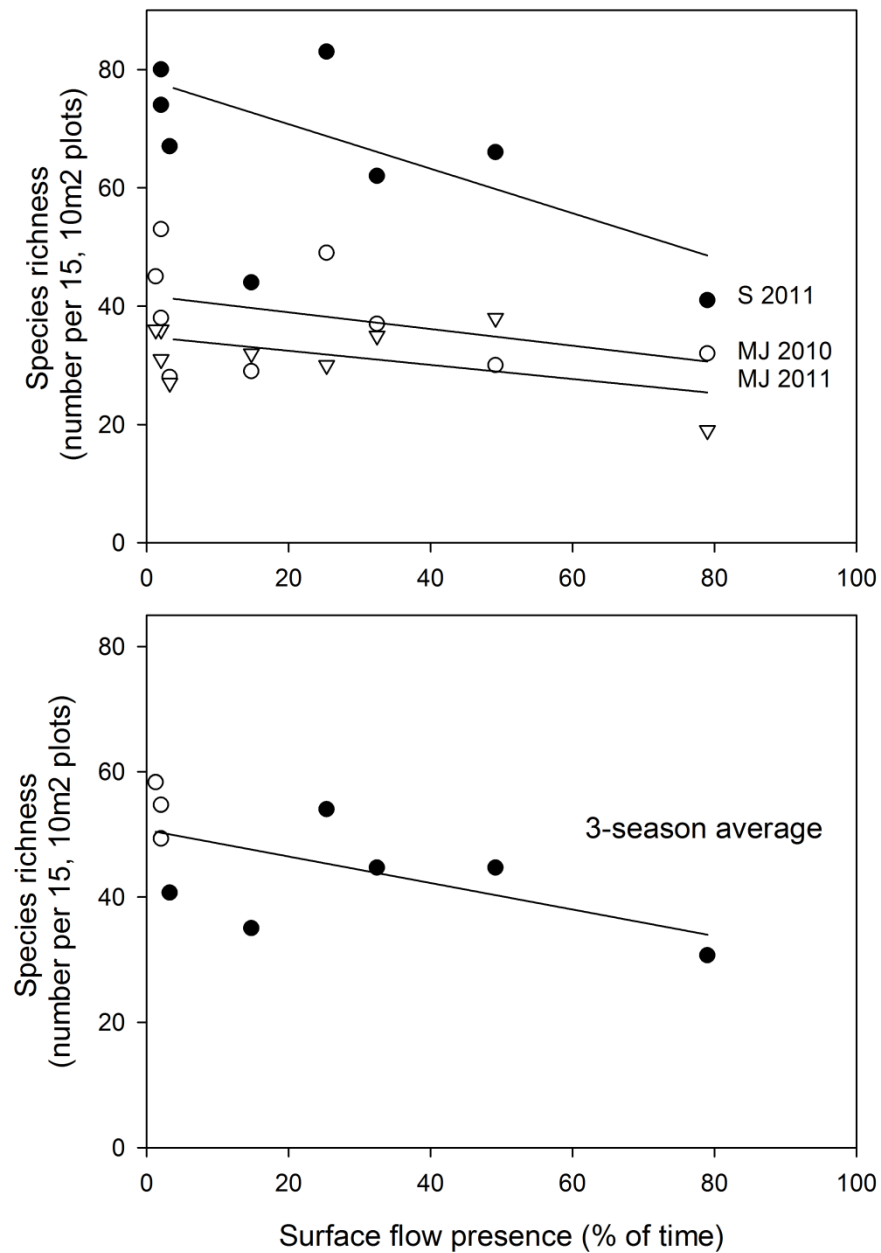 Species richness
(number per 15, 10m2 plots)
80
60
40
20
0
S 2011
MJ 2010
MJ 2011
0 20 40 60 80 100
Species richness
(number per 15, 10m2 plots)
80
60
40
20
0
3-season average
0 20 40 60 80 100
Surface flow presence (% of time)